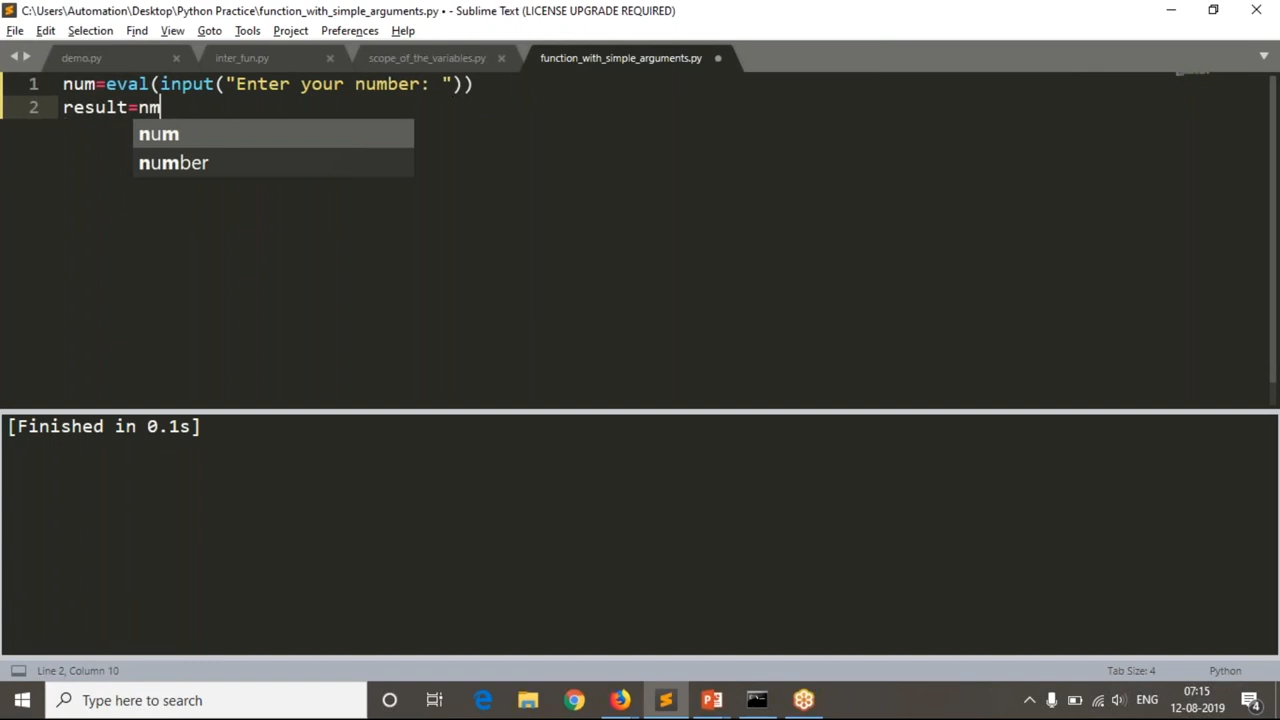 C:\Users\Automation\Desktop\Python Practice\function_with_simple_arguments.py • - Sublime Text (LICENSE UPGRADE REQUIRED)
File Edit Selection Find View Goto Tools Project Preferences Help
demo.py inter_fun.py scope_of_the_variables.py function_with_simple_arguments.py
1 num=eval(input("Enter your number: "))
2 result=nm
num
number
[Finished in 0.1s]
Line 2, Column 10 Tab Size: 4 Python
Type here to search ENG 07:15
12-08-2019 4